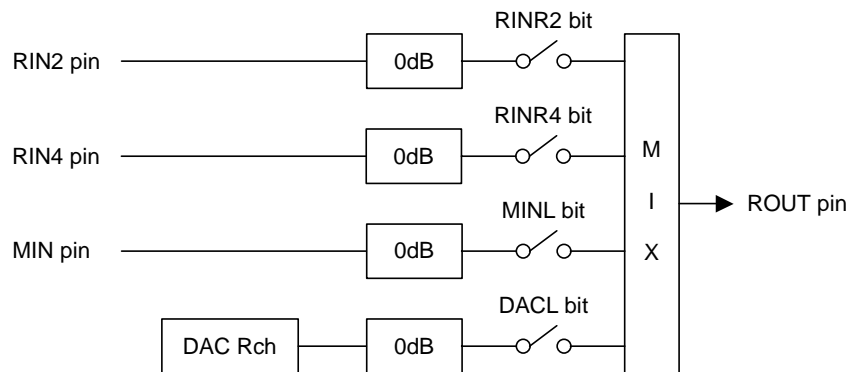 RINR2 bit
RIN2 pin
0dB
RINR4 bit
RIN4 pin
0dB
M
I
X
ROUT pin
MINL bit
MIN pin
0dB
DACL bit
DAC Rch
0dB